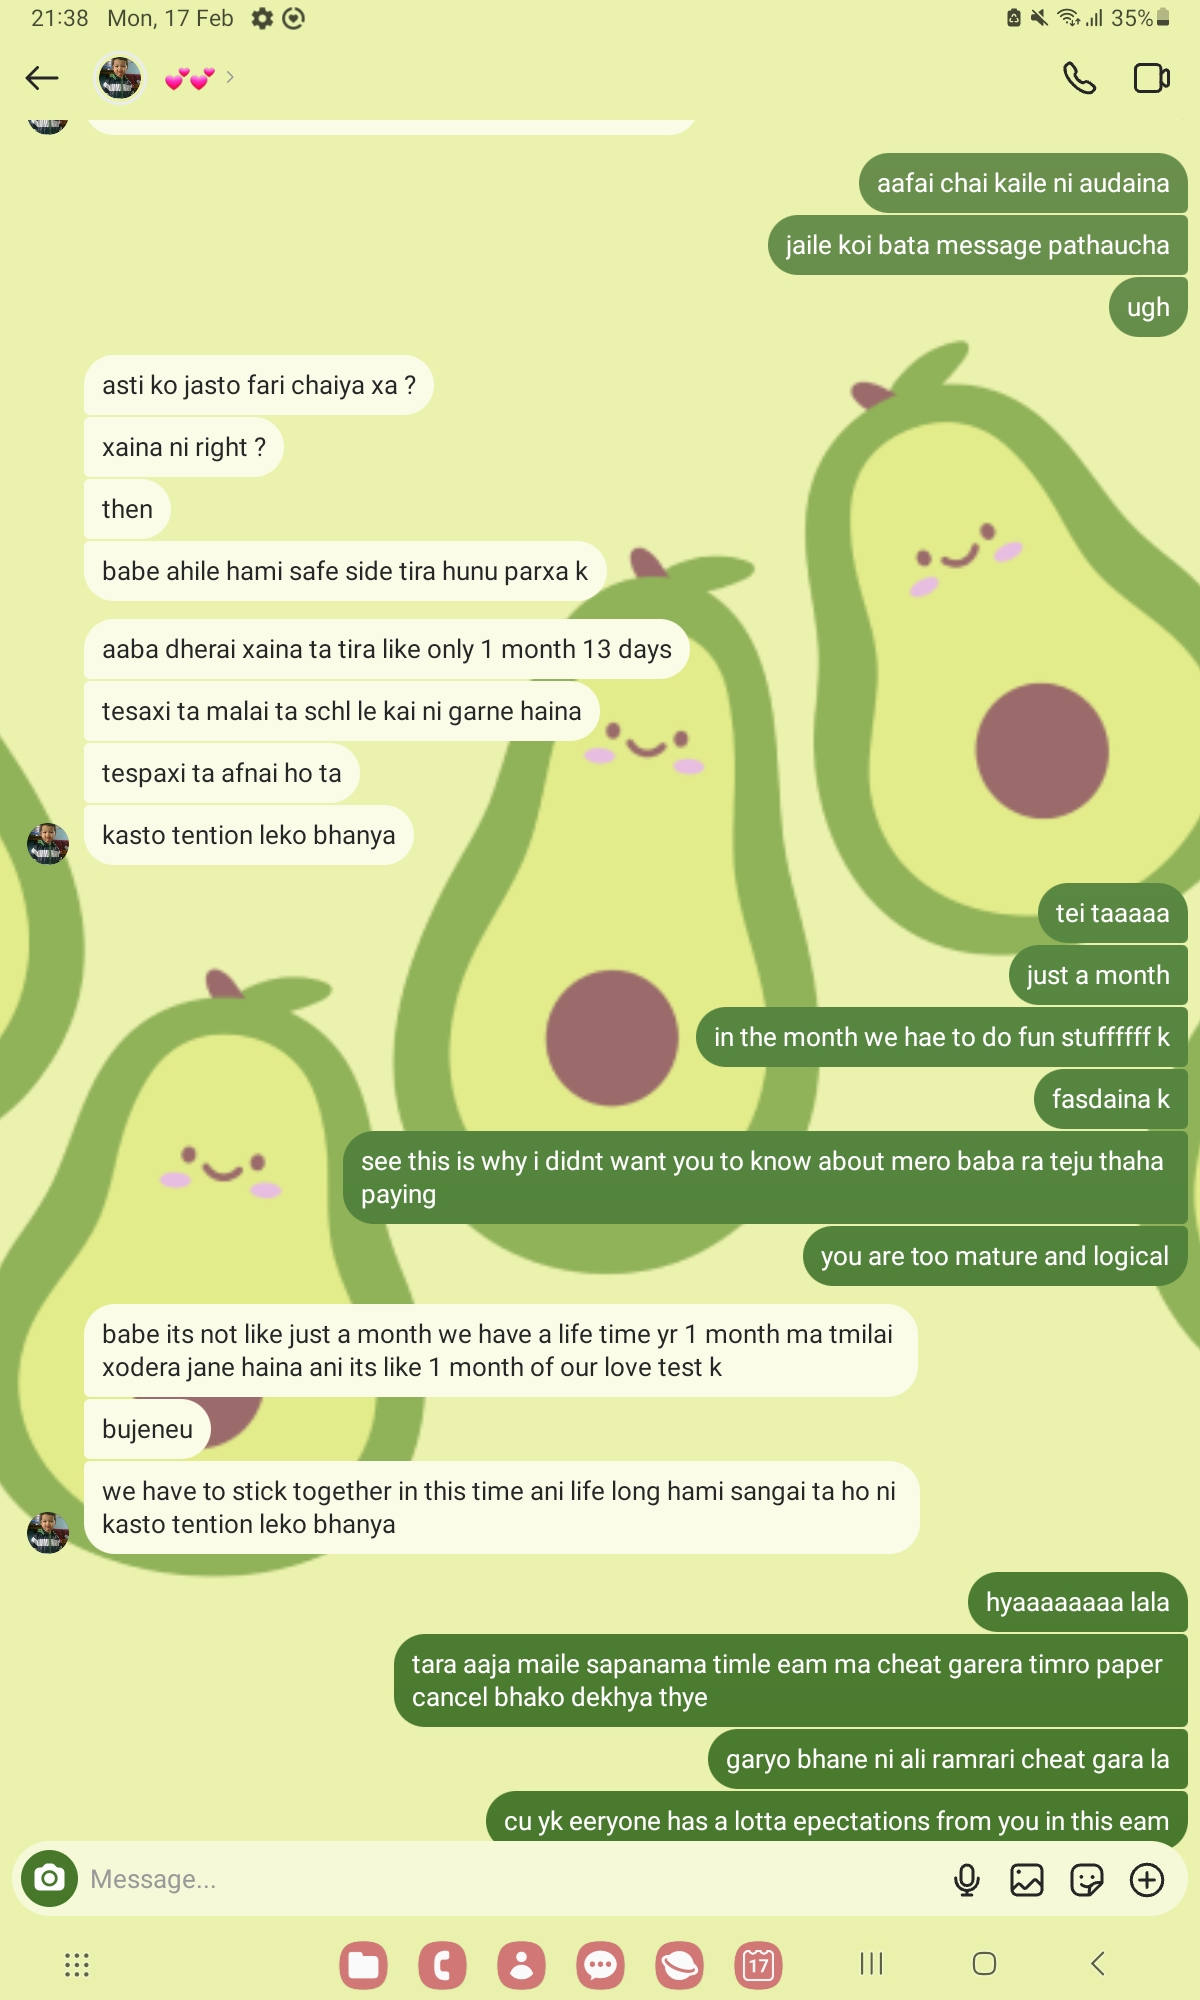 21:38 Mon, 17 Feb 35%
💕💕
aafai chai kaile ni audaina
jaile koi bata message pathaucha
ugh
asti ko jasto fari chaiya xa ?
xaina ni right ?
then
babe ahile hami safe side tira hunu parxa k
aaba dherai xaina ta tira like only 1 month 13 days
tesaxi ta malai ta schl le kai ni garne haina
tespaxi ta afnai ho ta
kasto tention leko bhanya
tei taaaaa
just a month
in the month we hae to do fun stuffffff k
fasdaina k
see this is why i didnt want you to know about mero baba ra teju thaha
paying
you are too mature and logical
babe its not like just a month we have a life time yr 1 month ma tmilai
xodera jane haina ani its like 1 month of our love test k
bujeneu
we have to stick together in this time ani life long hami sangai ta ho ni
kasto tention leko bhanya
hyaaaaaaaaa lala
tara aaja maile sapanama timle eam ma cheat garera timro paper
cancel bhako dekhya thye
garyo bhane ni ali ramrari cheat gara la
cu yk eeryone has a lotta epectations from you in this eam
Message...
17